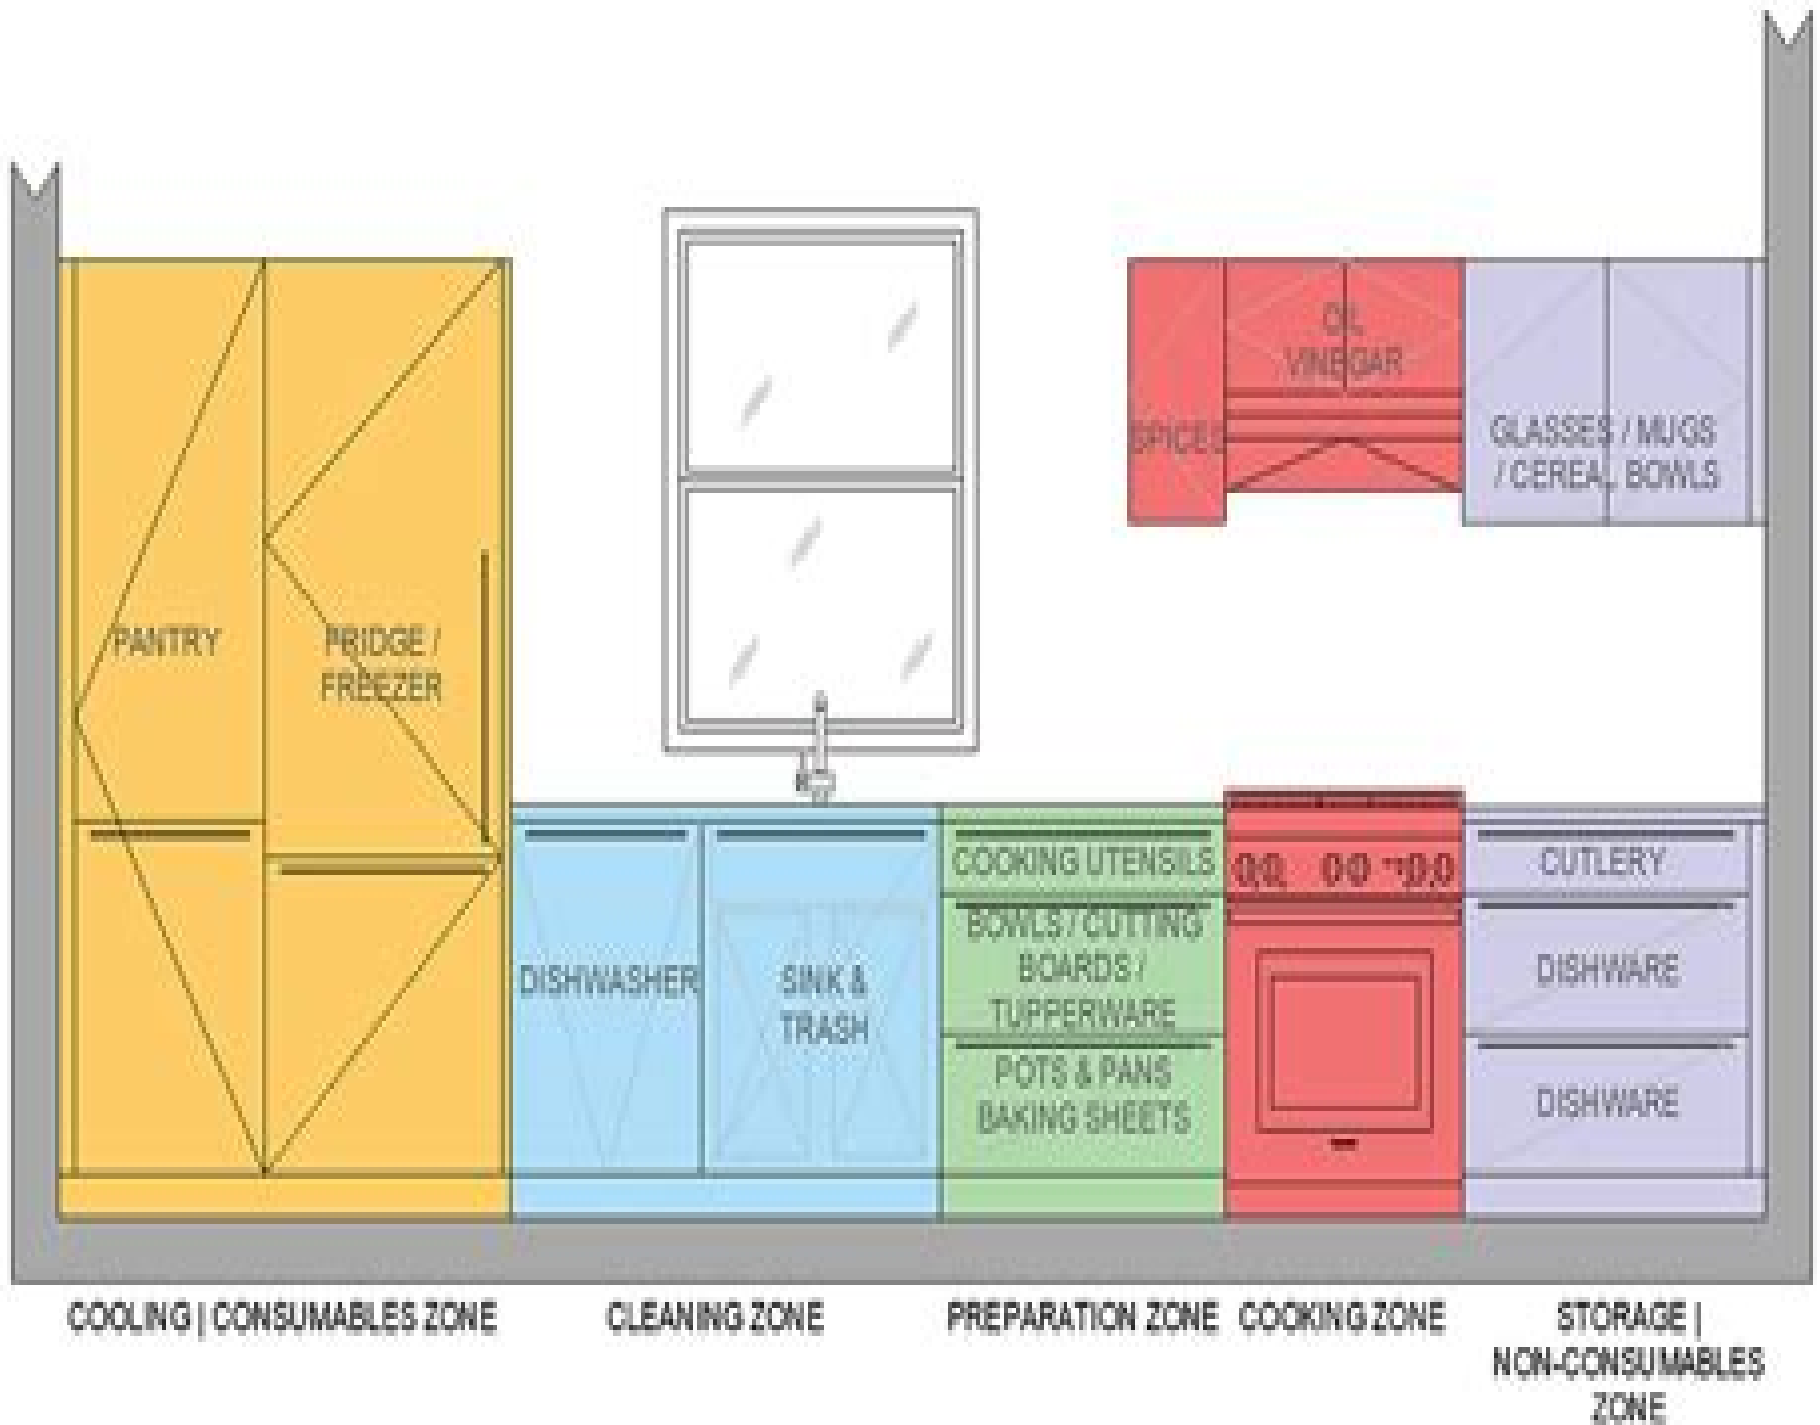 OIL
VINEGAR
SPICES
GLASSES / MUGS
/ CEREAL BOWLS
PANTRY
PRIDGE /
FREEZER
COOKING UTENSILS
CUTLERY
BOWLS / CUTTING
BOARDS /
TUPPERWARE
DISHWASHER
SINK &
TRASH
DISHWARE
POTS & PANS
BAKING SHEETS
DISHWARE
COOLING | CONSUMABLES ZONE
CLEANING ZONE
PREPARATION ZONE
COOKING ZONE
STORAGE |
NON-CONSUMABLES
ZONE